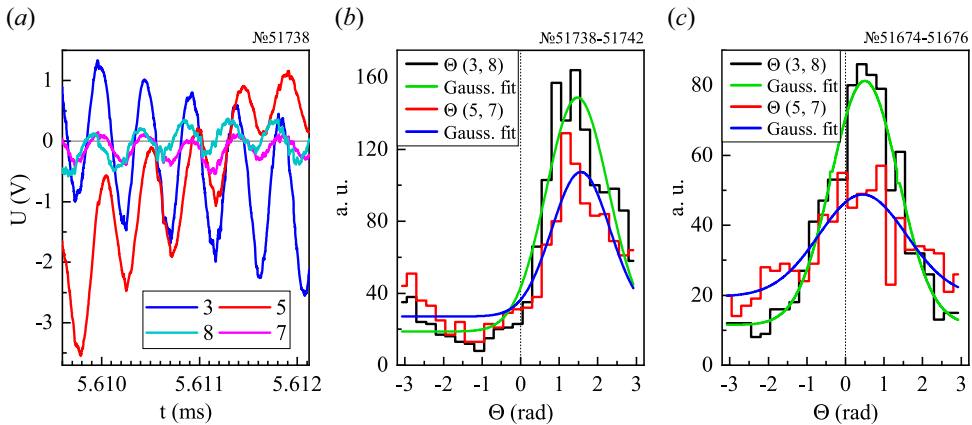 (a)
№51738
U (V)
1
0
-1
-2
-3
3 5
8 7
5.610 5.611 5.612
t (ms)
(b)
№51738-51742
Θ (3, 8)
Gauss. fit
Θ (5, 7)
Gauss. fit
a. u.
160
120
80
40
0
-3 -2 -1 0 1 2 3
Θ (rad)
(c)
№51674-51676
Θ (3, 8)
Gauss. fit
Θ (5, 7)
Gauss. fit
a. u.
80
60
40
20
0
-3 -2 -1 0 1 2 3
Θ (rad)